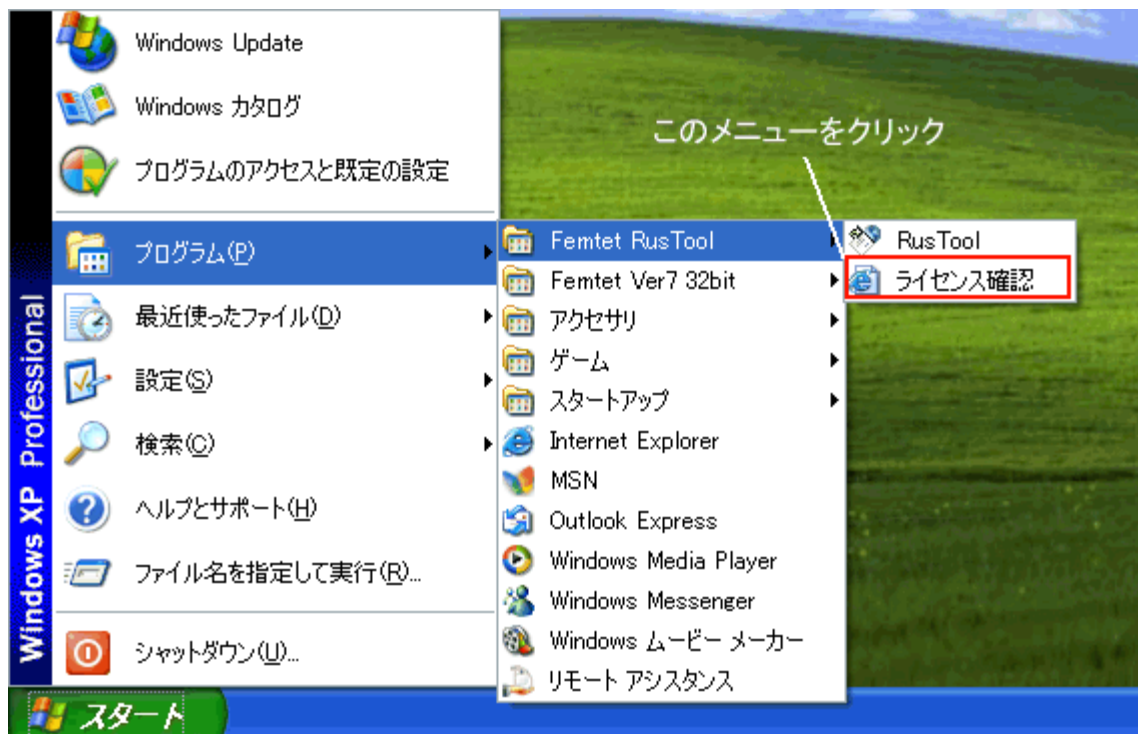 Windows Update
Windows カタログ
プログラムのアクセスと既定の設定
プログラム(P)
最近使ったファイル(D)
設定(S)
検索(C)
ヘルプとサポート(H)
ファイル名を指定して実行(R)...
シャットダウン(U)...
Windows XP Professional
スタート
Femtet RusTool
Femtet Ver7 32bit
アクセサリ
ゲーム
スタートアップ
Internet Explorer
MSN
Outlook Express
Windows Media Player
Windows Messenger
Windows ムービー メーカー
リモート アシスタンス
このメニューをクリック
RusTool
ライセンス確認